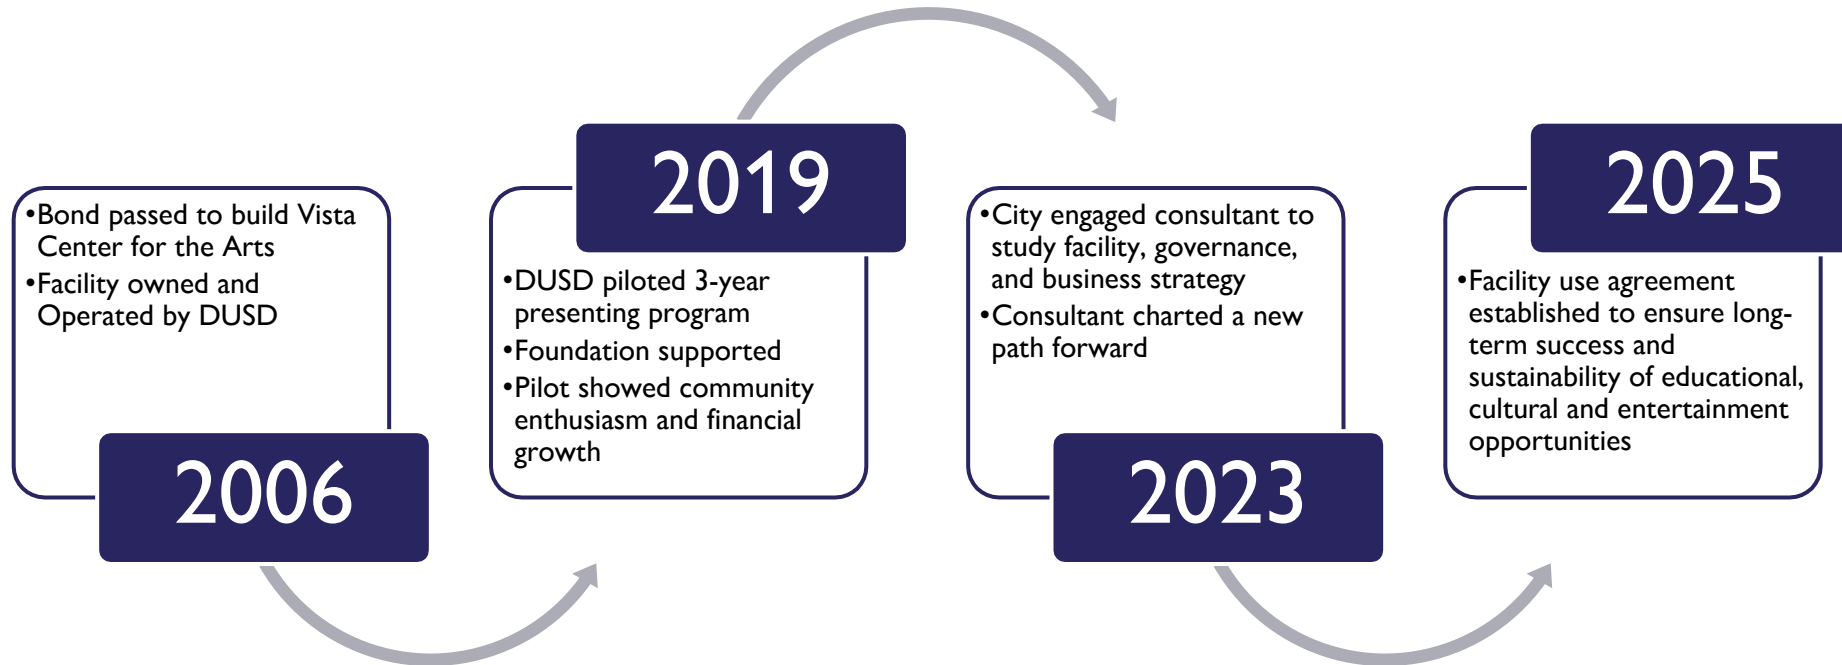 •Bond passed to build Vista
Center for the Arts
•Facility owned and
Operated by DUSD
2006
2019
•DUSD piloted 3-year
presenting program
•Foundation supported
•Pilot showed community
enthusiasm and financial
growth
•City engaged consultant to
study facility, governance,
and business strategy
•Consultant charted a new
path forward
2023
2025
•Facility use agreement
established to ensure long-
term success and
sustainability of educational,
cultural and entertainment
opportunities